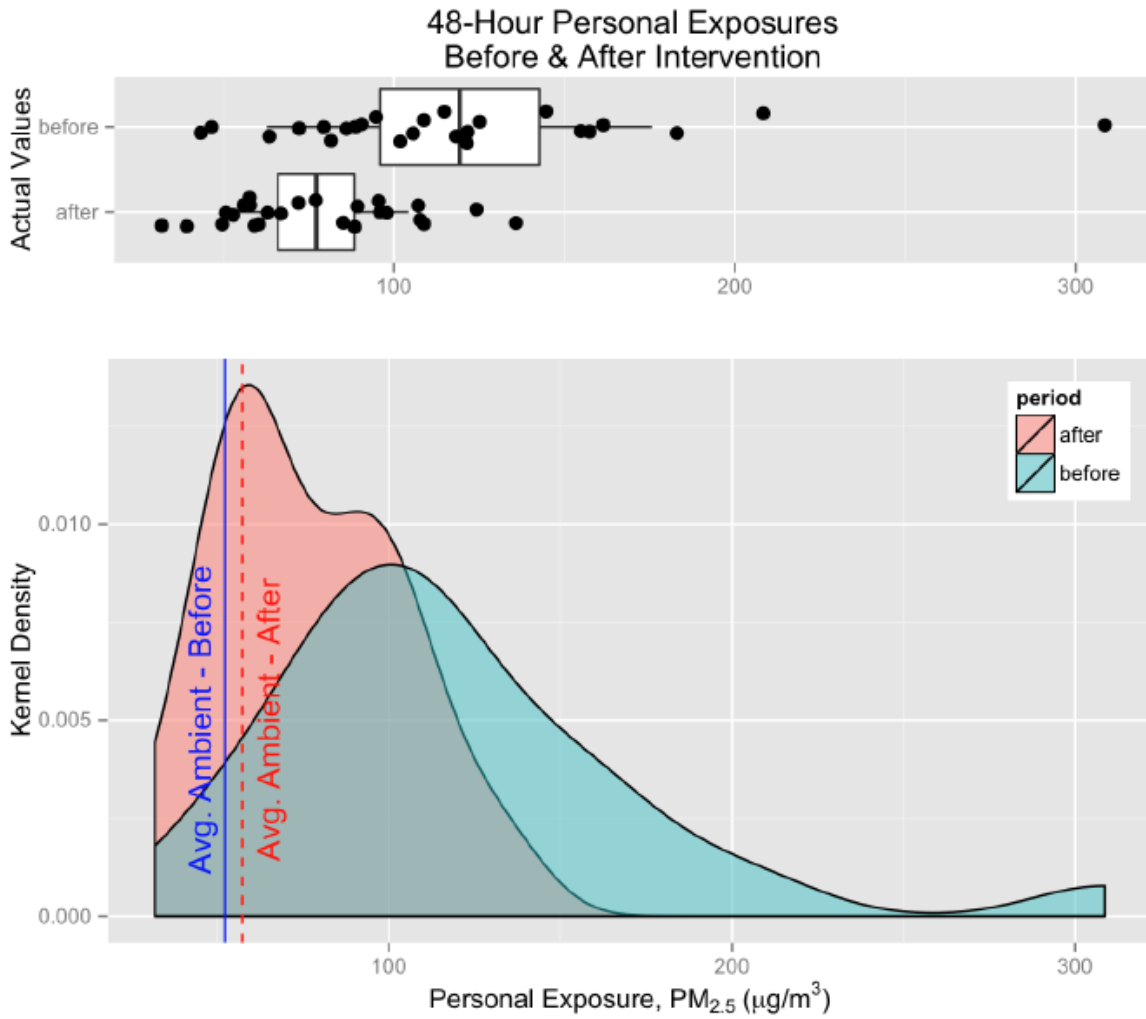 48-Hour Personal Exposures
Before & After Intervention
Actual Values
before
after
100
200
300
Kernel Density
0.010
0.005
0.000
Avg. Ambient - Before
Avg. Ambient - After
period
after
before
100
200
300
Personal Exposure, PM2.5 (μg/m³)